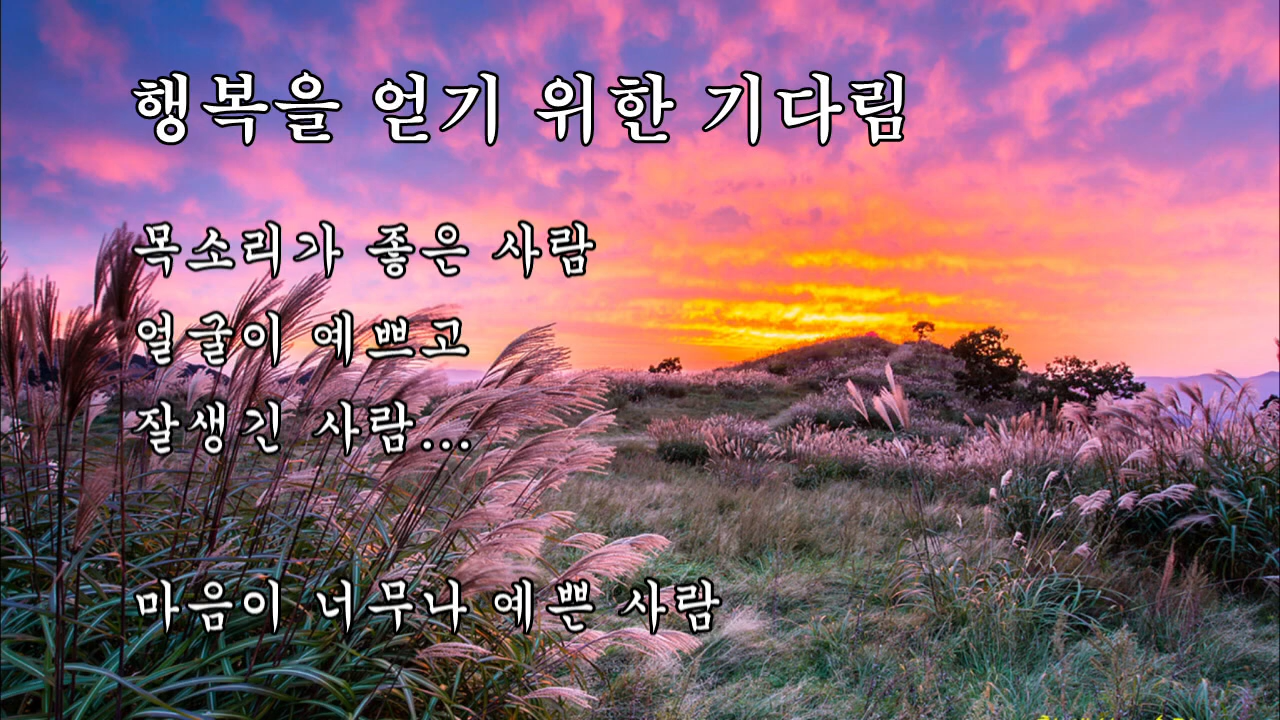 행복을 얻기 위한 기다림
목소리가 좋은 사람
얼굴이 예쁘고
잘생긴 사람...
마음이 너무나 예쁜 사람